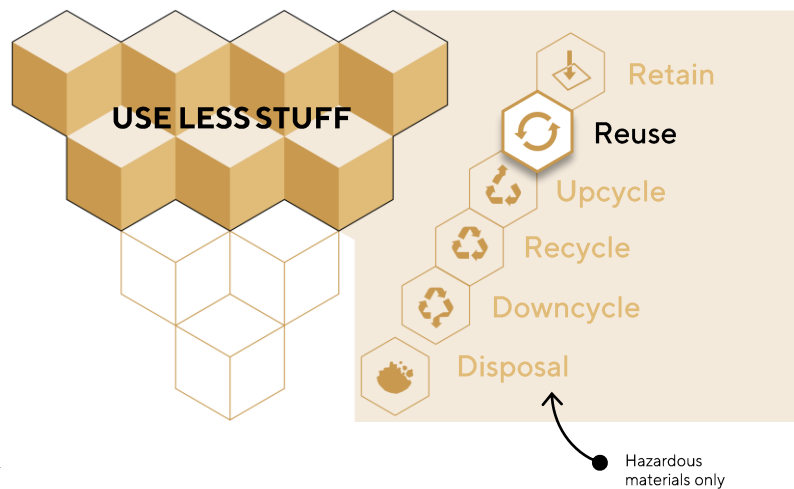 USE LESS STUFF
Retain
Reuse
Upcycle
Recycle
Downcycle
Disposal
Hazardous
materials only